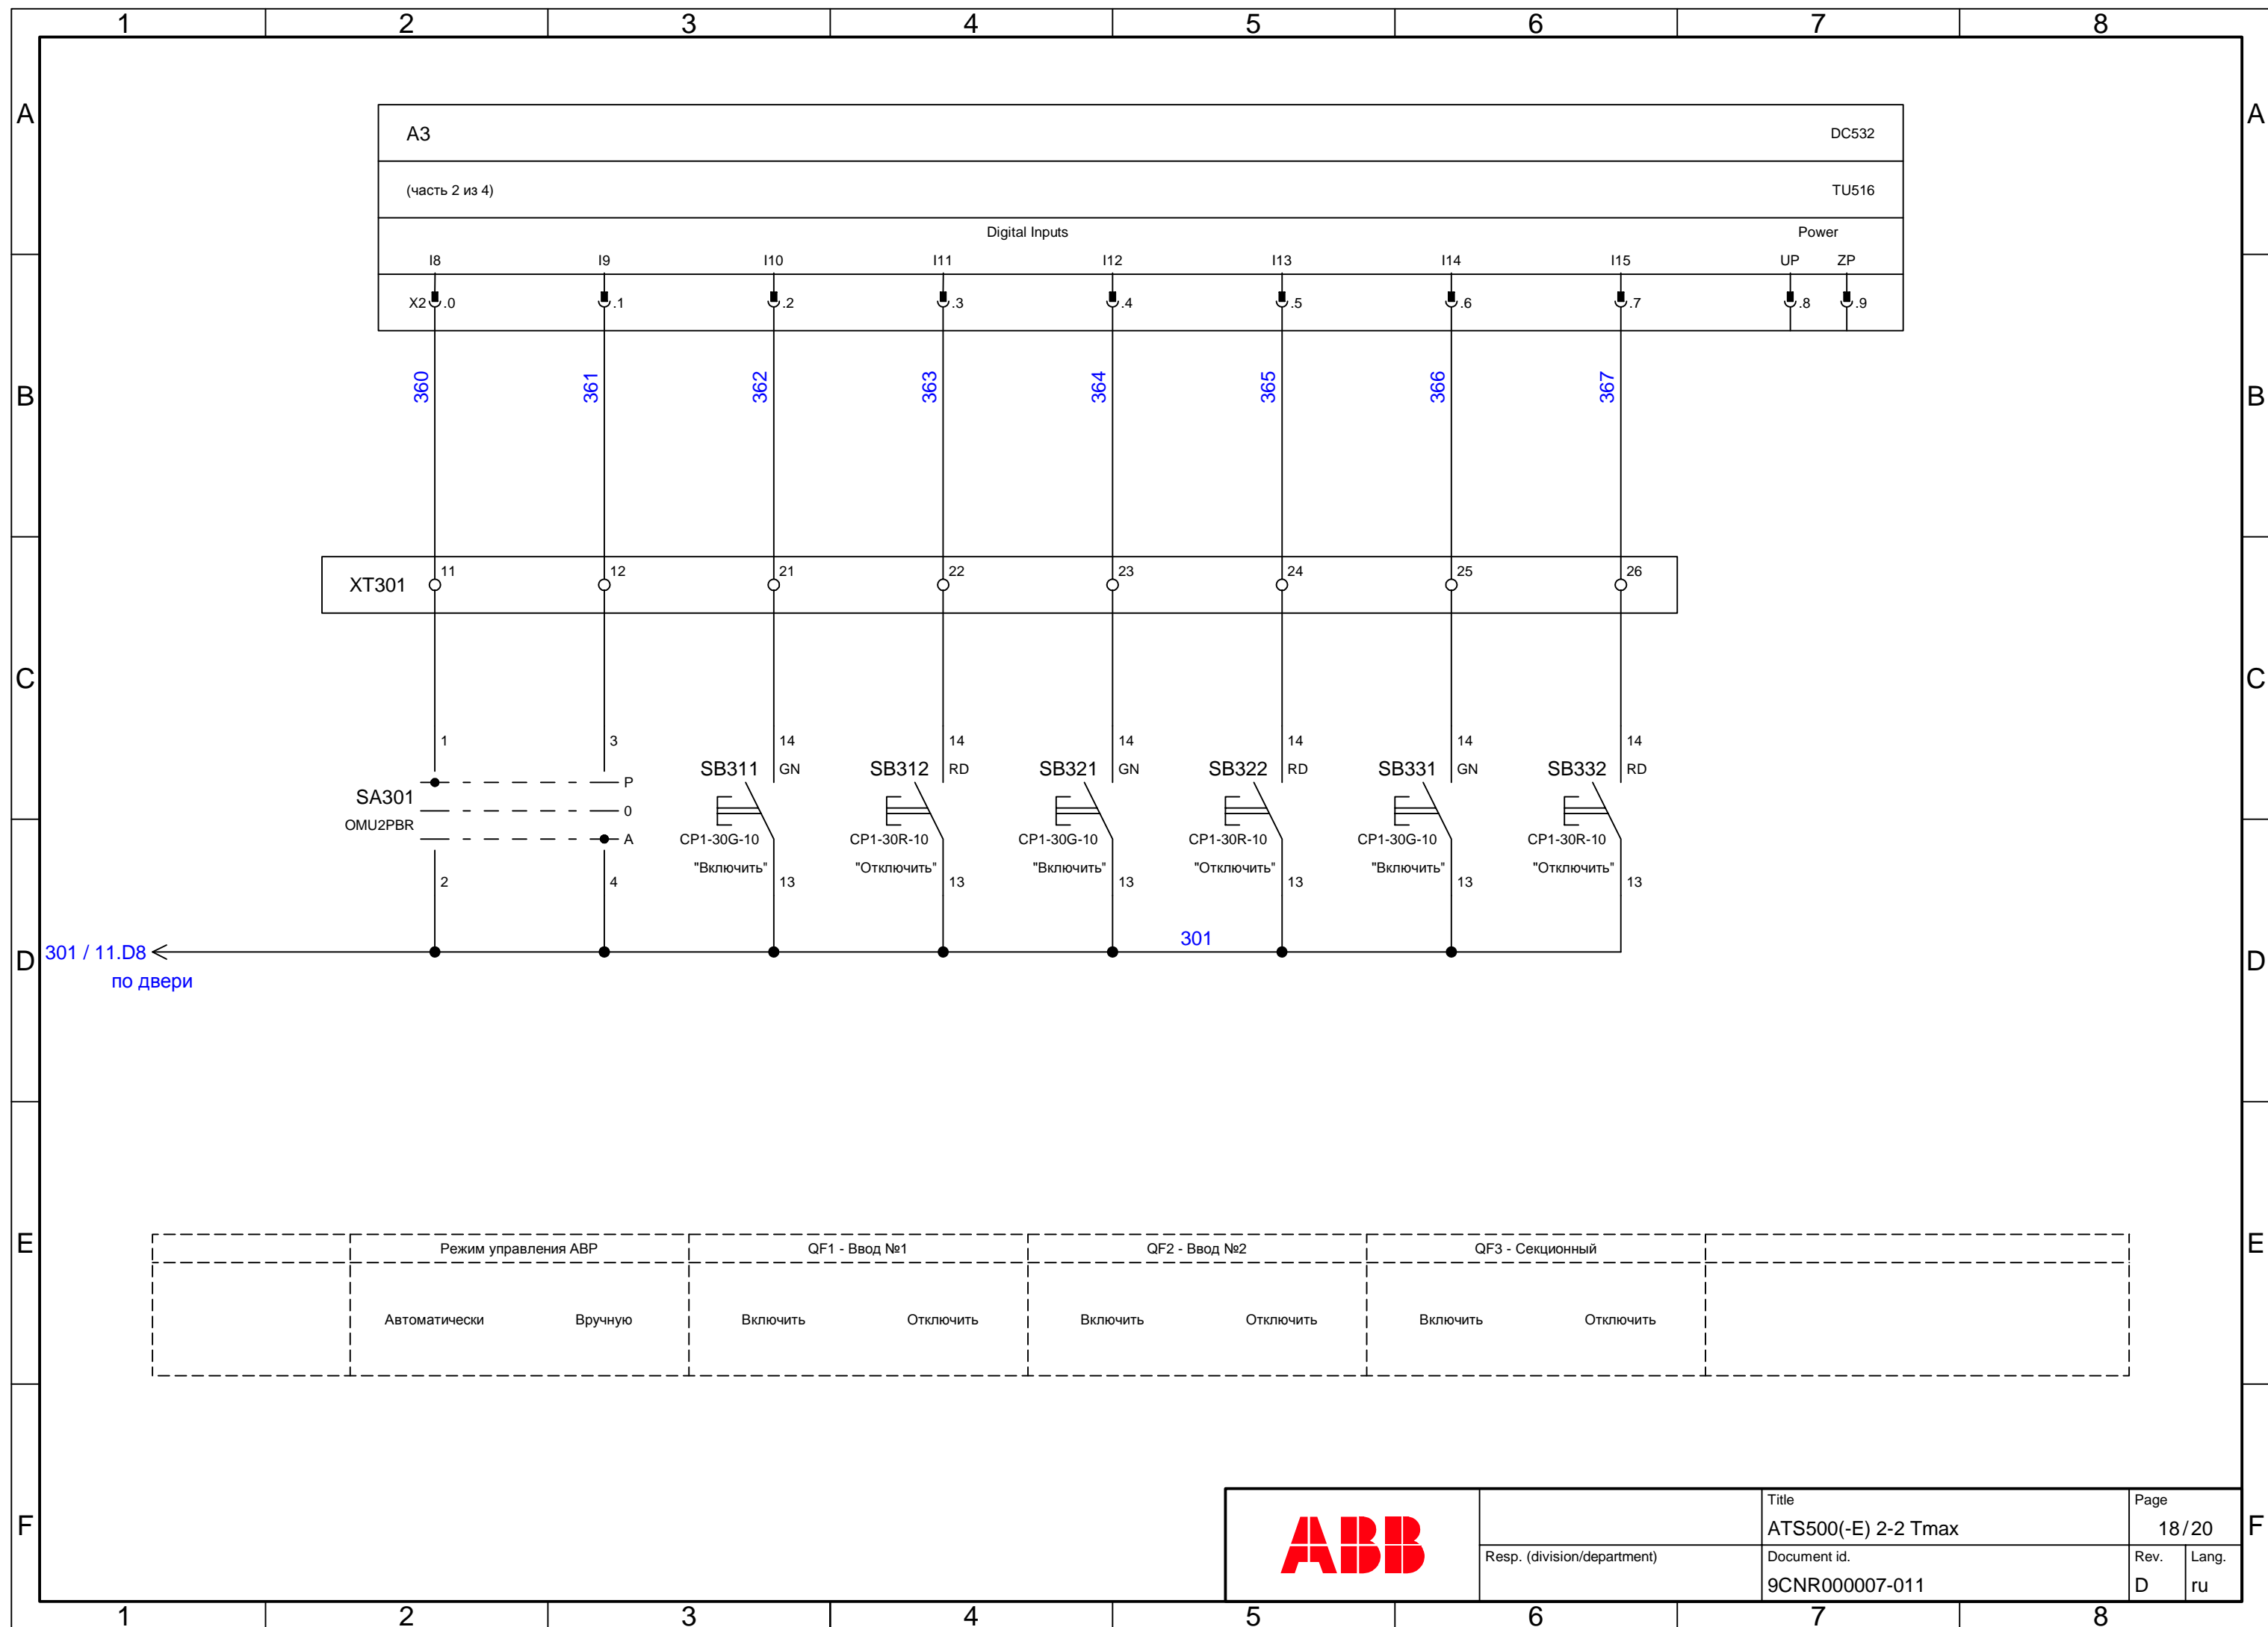 1 2 3 4 5 6 7 8
A A
A3 DC532
(часть 2 из 4) TU516
Digital Inputs Power
I8 I9 I10 I11 I12 I13 I14 I15 UP ZP
X2 .0 .1 .2 .3 .4 .5 .6 .7 .8 .9
B B
360 361 362 363 364 365 366 367
XT301 11 12 21 22 23 24 25 26
C C
1 3 14 14 14 14 14 14
SB311 GN SB312 RD SB321 GN SB322 RD SB331 GN SB332 RD
P
SA301
0
OMU2PBR
A CP1-30G-10 CP1-30R-10 CP1-30G-10 CP1-30R-10 CP1-30G-10 CP1-30R-10
"Включить" "Отключить" "Включить" "Отключить" "Включить" "Отключить"
2 4 13 13 13 13 13 13
301
D 301 / 11.D8 D
по двери
E E
Режим управления АВР QF1 - Ввод №1 QF2 - Ввод №2 QF3 - Секционный
Автоматически Вручную Включить Отключить Включить Отключить Включить Отключить
F F
ABB
Title Page
ATS500(-E) 2-2 Tmax 18/20
Resp. (division/department) Document id. Rev. Lang.
9CNR000007-011 D ru
1 2 3 4 5 6 7 8